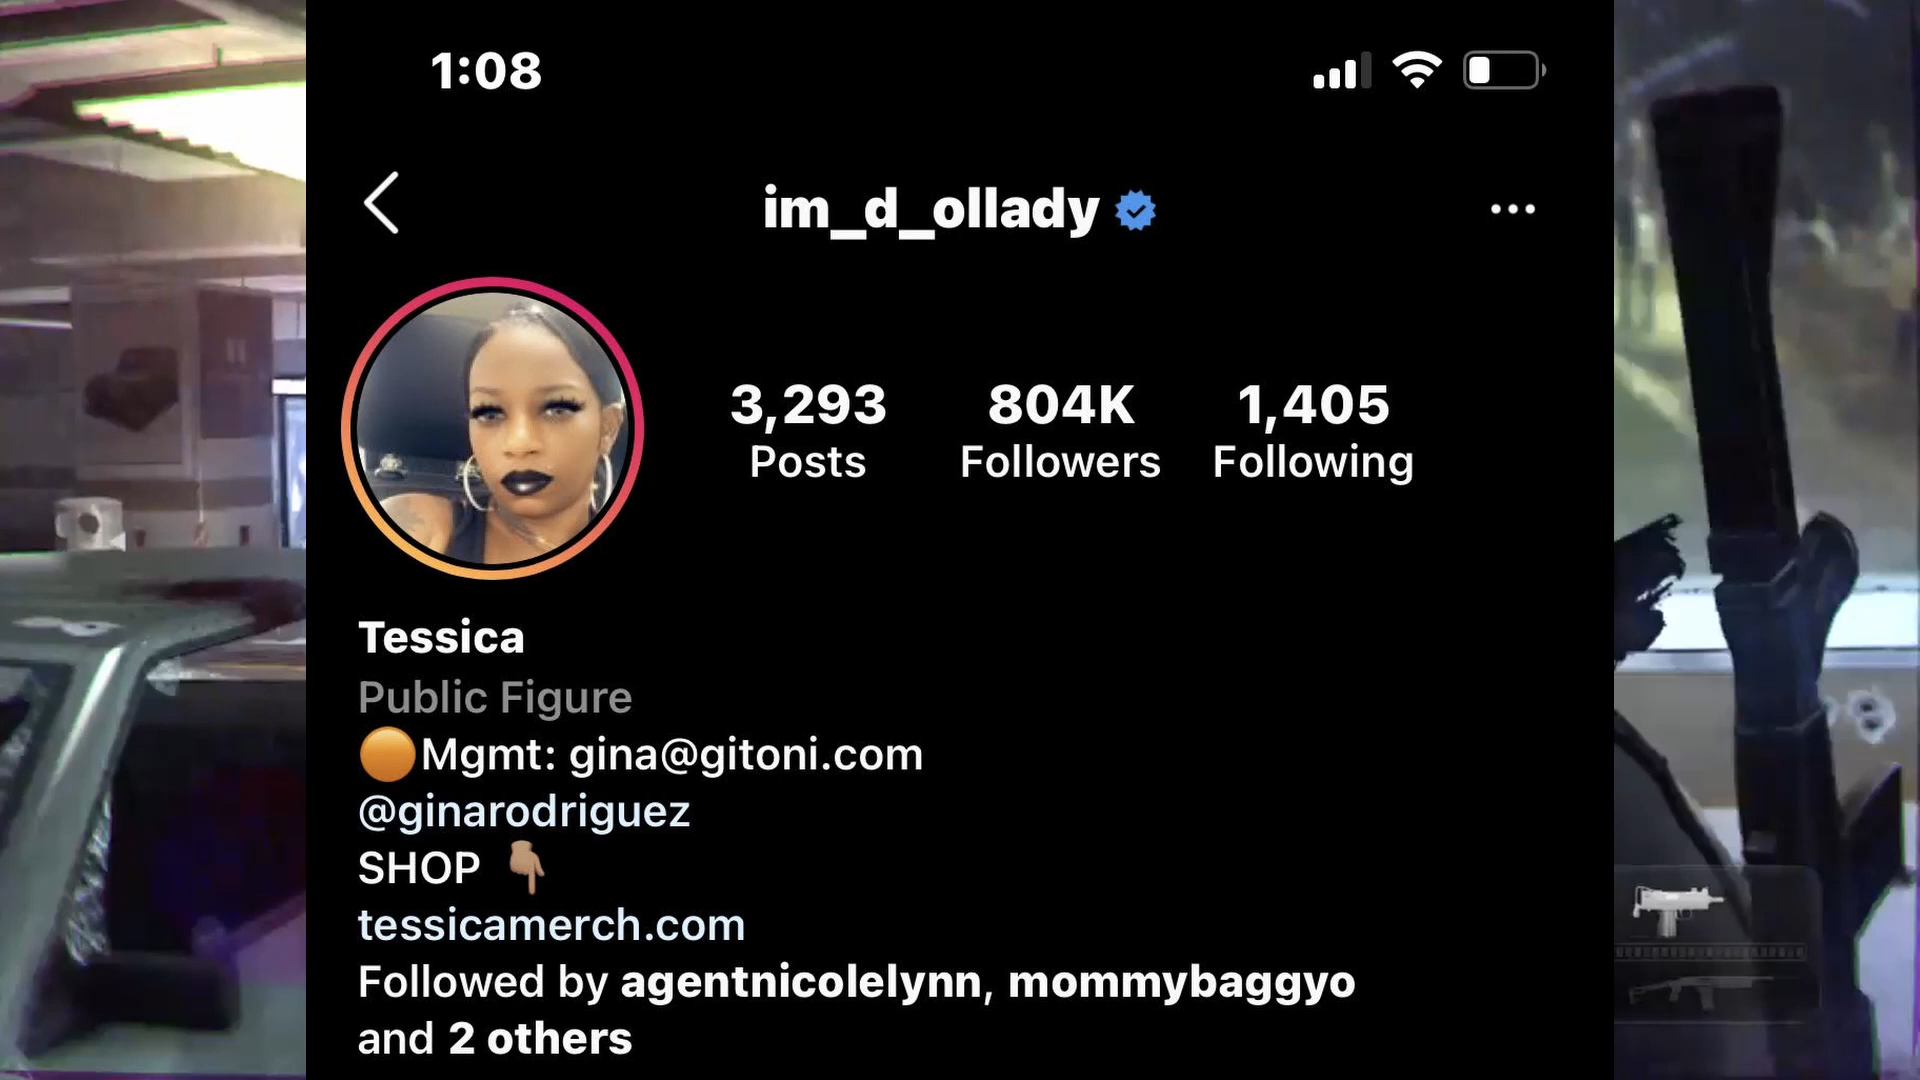 1:08
im_d_ollady
3,293 804K 1,405
Posts Followers Following
Tessica
Public Figure
🟠Mgmt: gina@gitoni.com
@ginarodriguez
SHOP 👇🏽
tessicamerch.com
Followed by agentnicolelynn, mommybaggyo
and 2 others